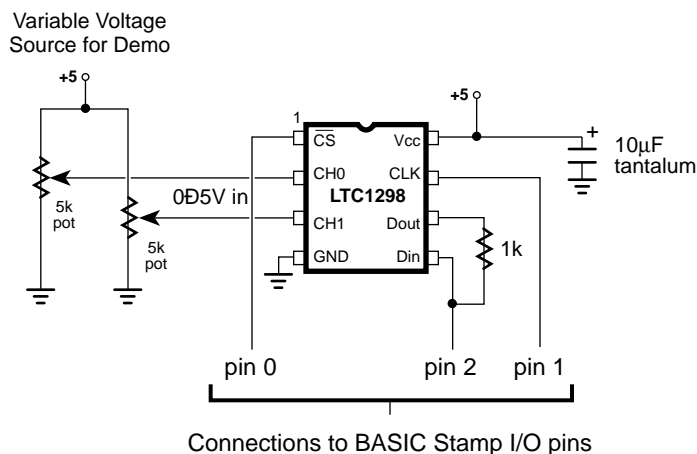 Variable Voltage
Source for Demo
+5
+5
1
CS
Vcc
+
10µF
tantalum
CH0
CLK
5k
pot
0Ð5V in
LTC1298
CH1
Dout
5k
pot
1k
GND
Din
pin 0
pin 2
pin 1
Connections to BASIC Stamp I/O pins